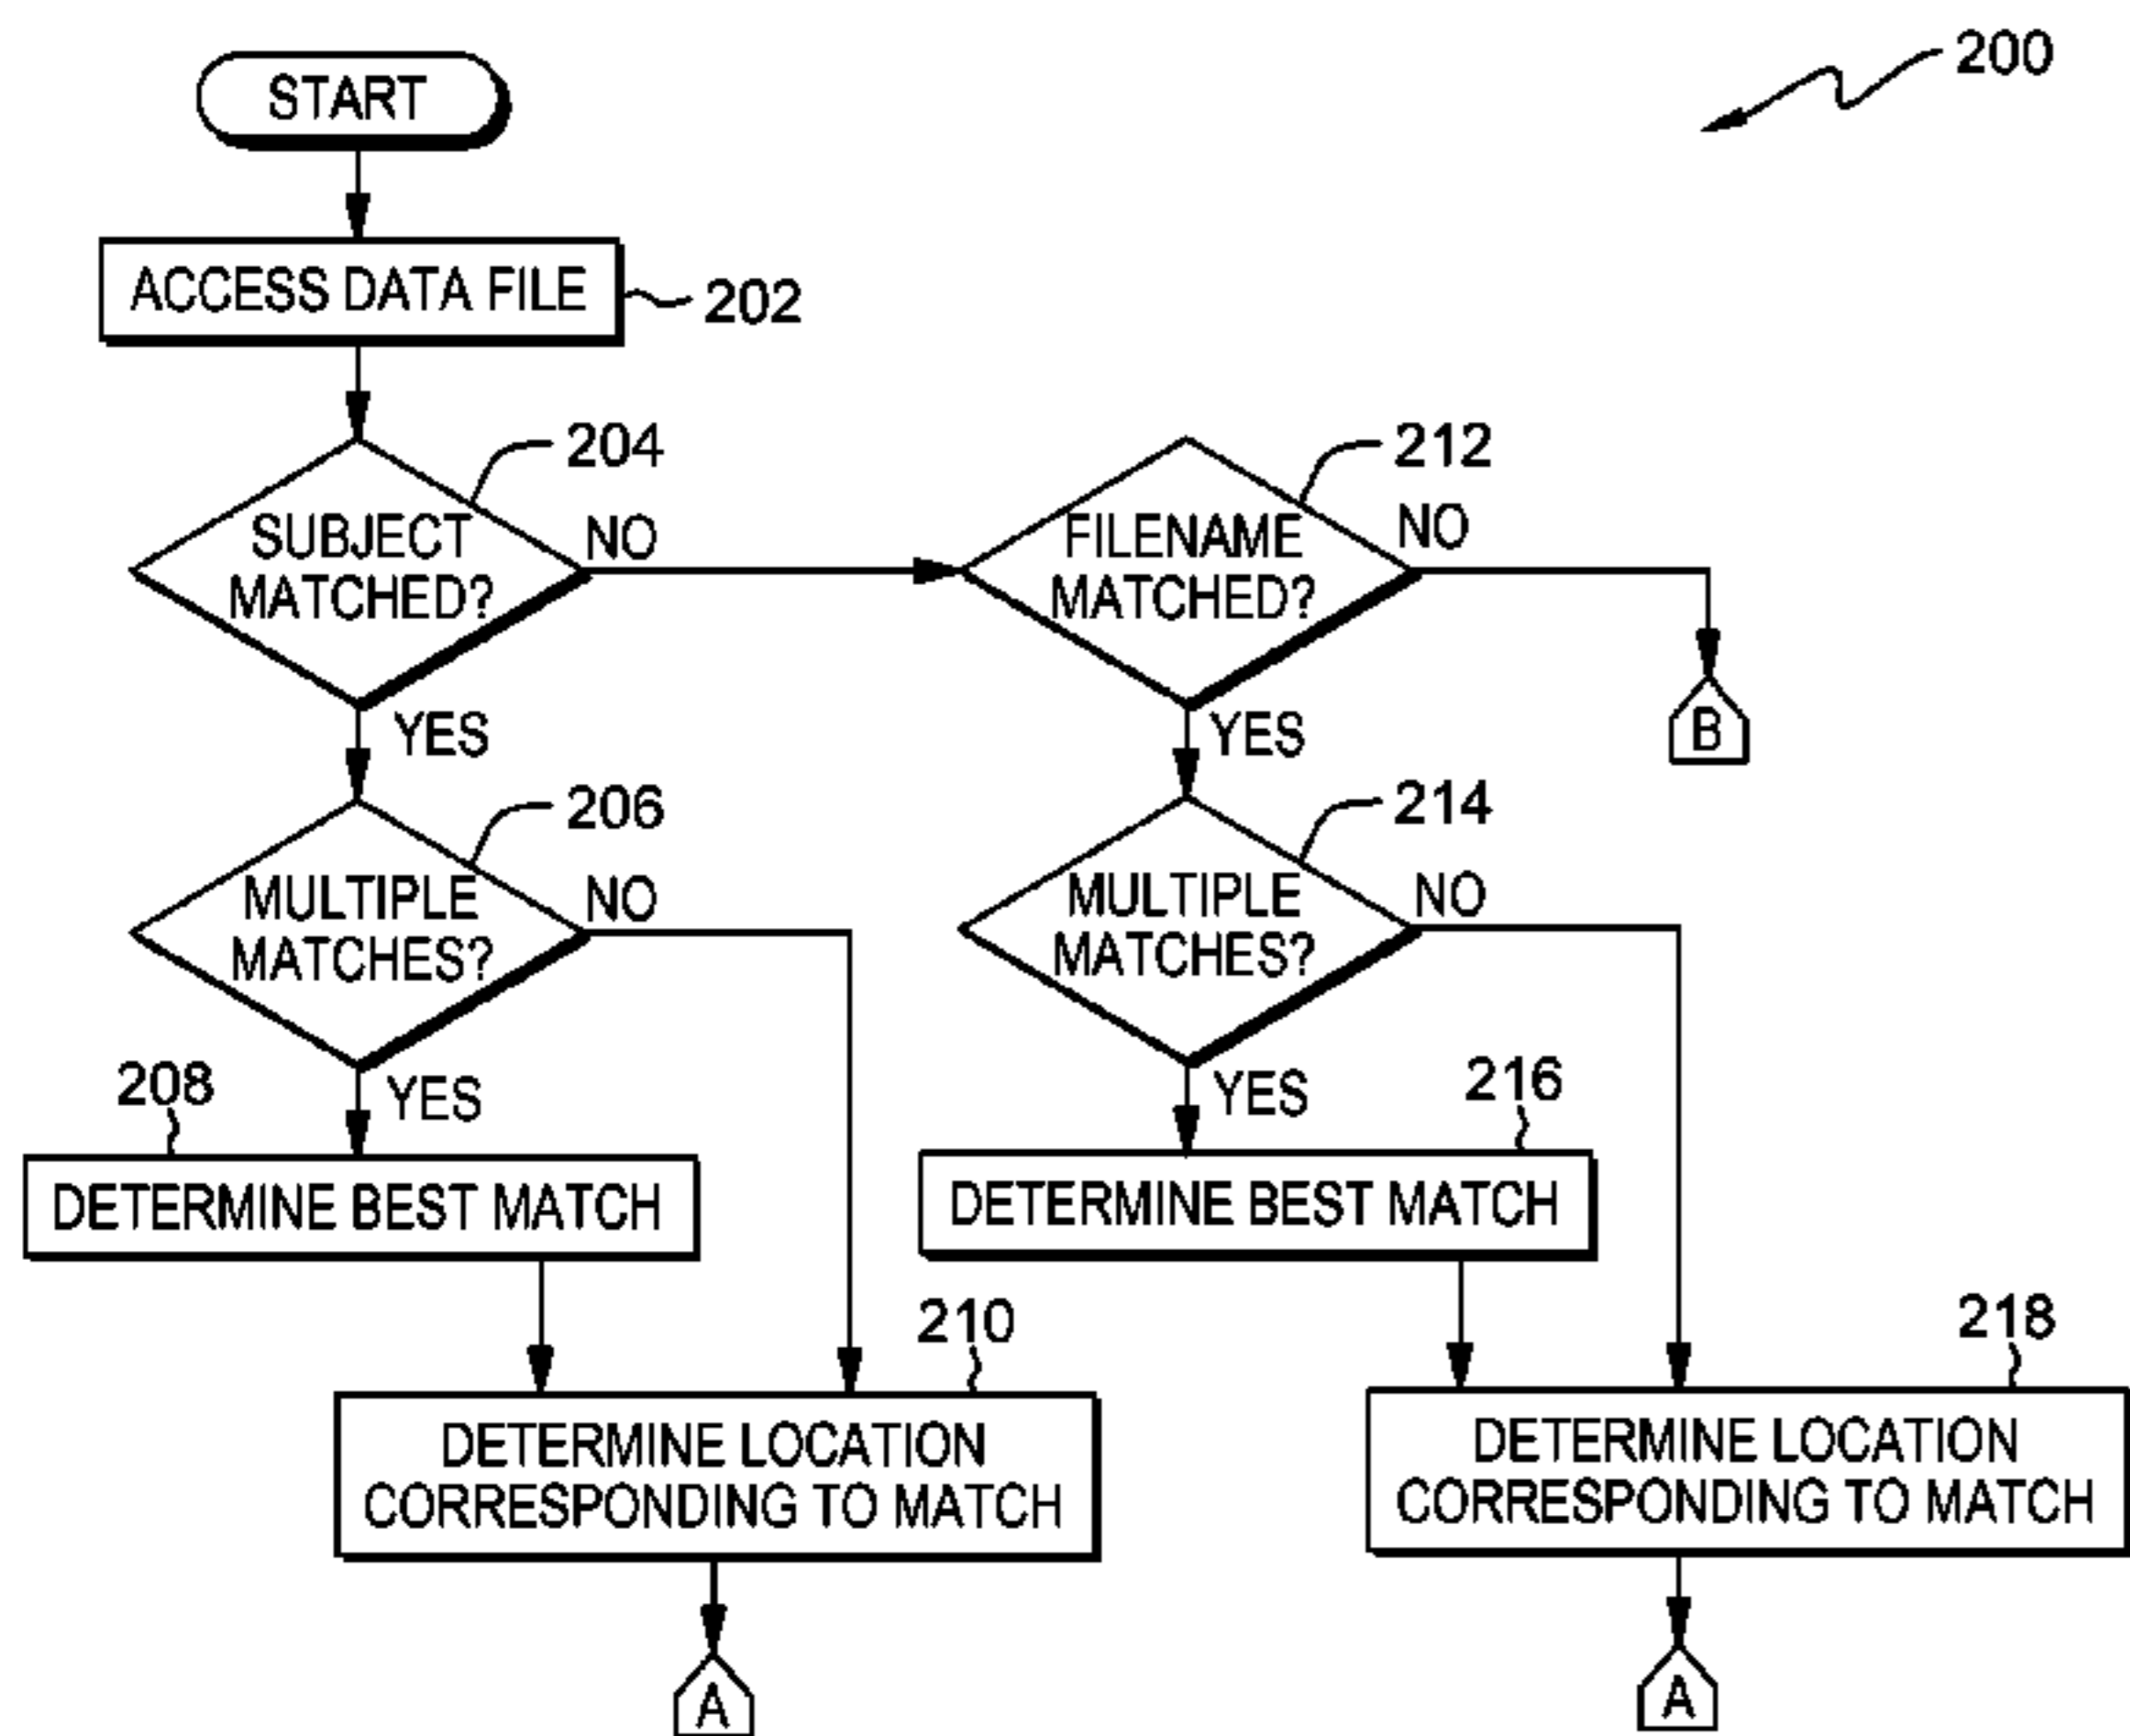 200
START
ACCESS DATA FILE
202
204
SUBJECT
MATCHED?
NO
YES
212
FILENAME
MATCHED?
NO
YES
B
206
MULTIPLE
MATCHES?
NO
YES
214
MULTIPLE
MATCHES?
NO
YES
208
DETERMINE BEST MATCH
216
DETERMINE BEST MATCH
210
DETERMINE LOCATION
CORRESPONDING TO MATCH
218
DETERMINE LOCATION
CORRESPONDING TO MATCH
A
A